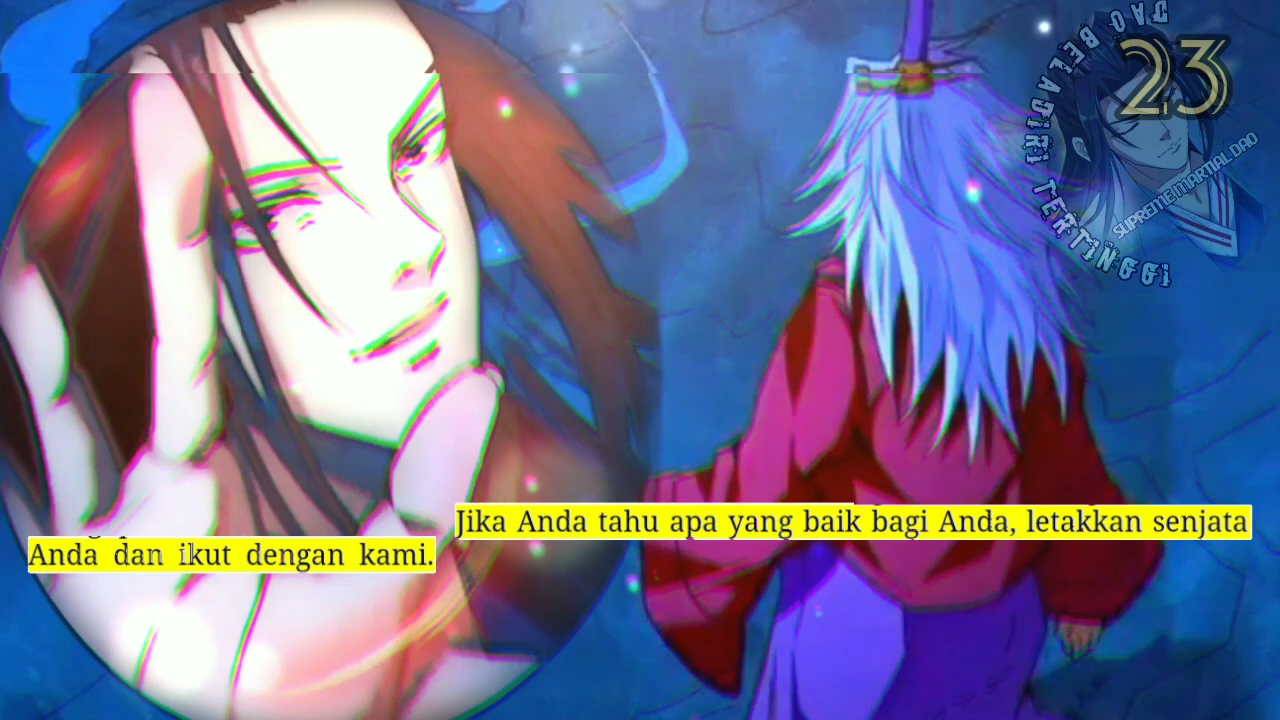 23
DAO BELADIRI TERTINGGI
SUPREME MARTIAL DAO
Jika Anda tahu apa yang baik bagi Anda, letakkan senjata
Anda dan ikut dengan kami.